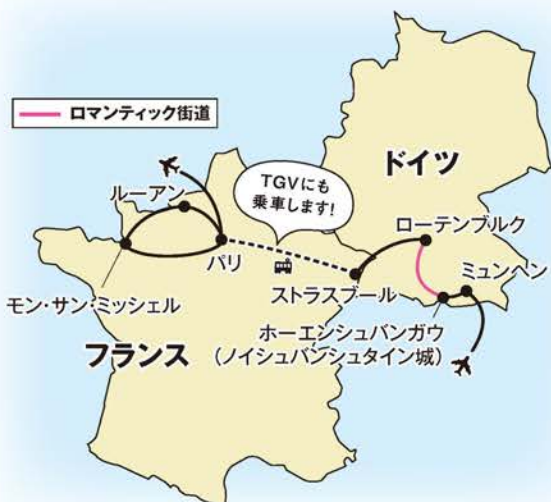 ロマンティック街道
ドイツ
TGVにも
乗車します!
ルーアン
ローテンブルク
パリ
ミュンヘン
ストラスブール
モン・サン・ミッシェル
ホーエンシュバンガウ
(ノイシュバンシュタイン城)
フランス